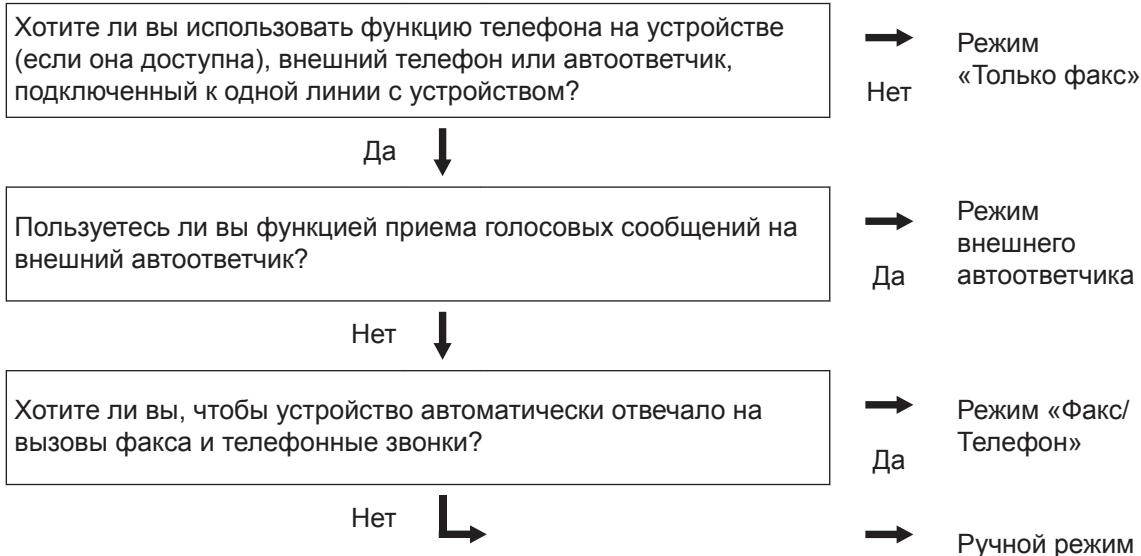 Хотите ли вы использовать функцию телефона на устройстве
(если она доступна), внешний телефон или автоответчик,
подключенный к одной линии с устройством?
Нет
Режим
«Только факс»
Да
Пользуетесь ли вы функцией приема голосовых сообщений на
внешний автоответчик?
Да
Режим
внешнего
автоответчика
Нет
Хотите ли вы, чтобы устройство автоматически отвечало на
вызовы факса и телефонные звонки?
Да
Режим «Факс/
Телефон»
Нет
Ручной режим